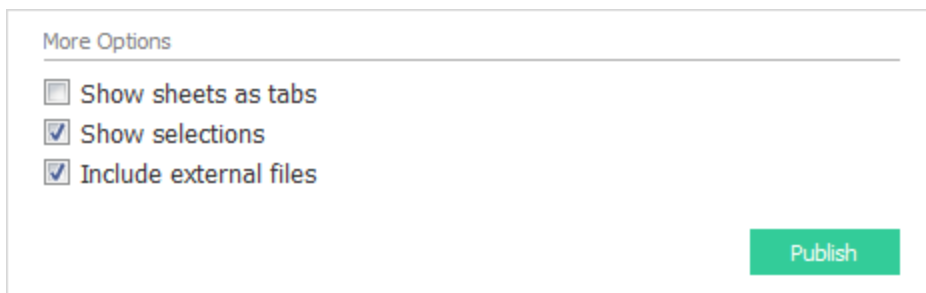 More Options
Show sheets as tabs
Show selections
Include external files
Publish